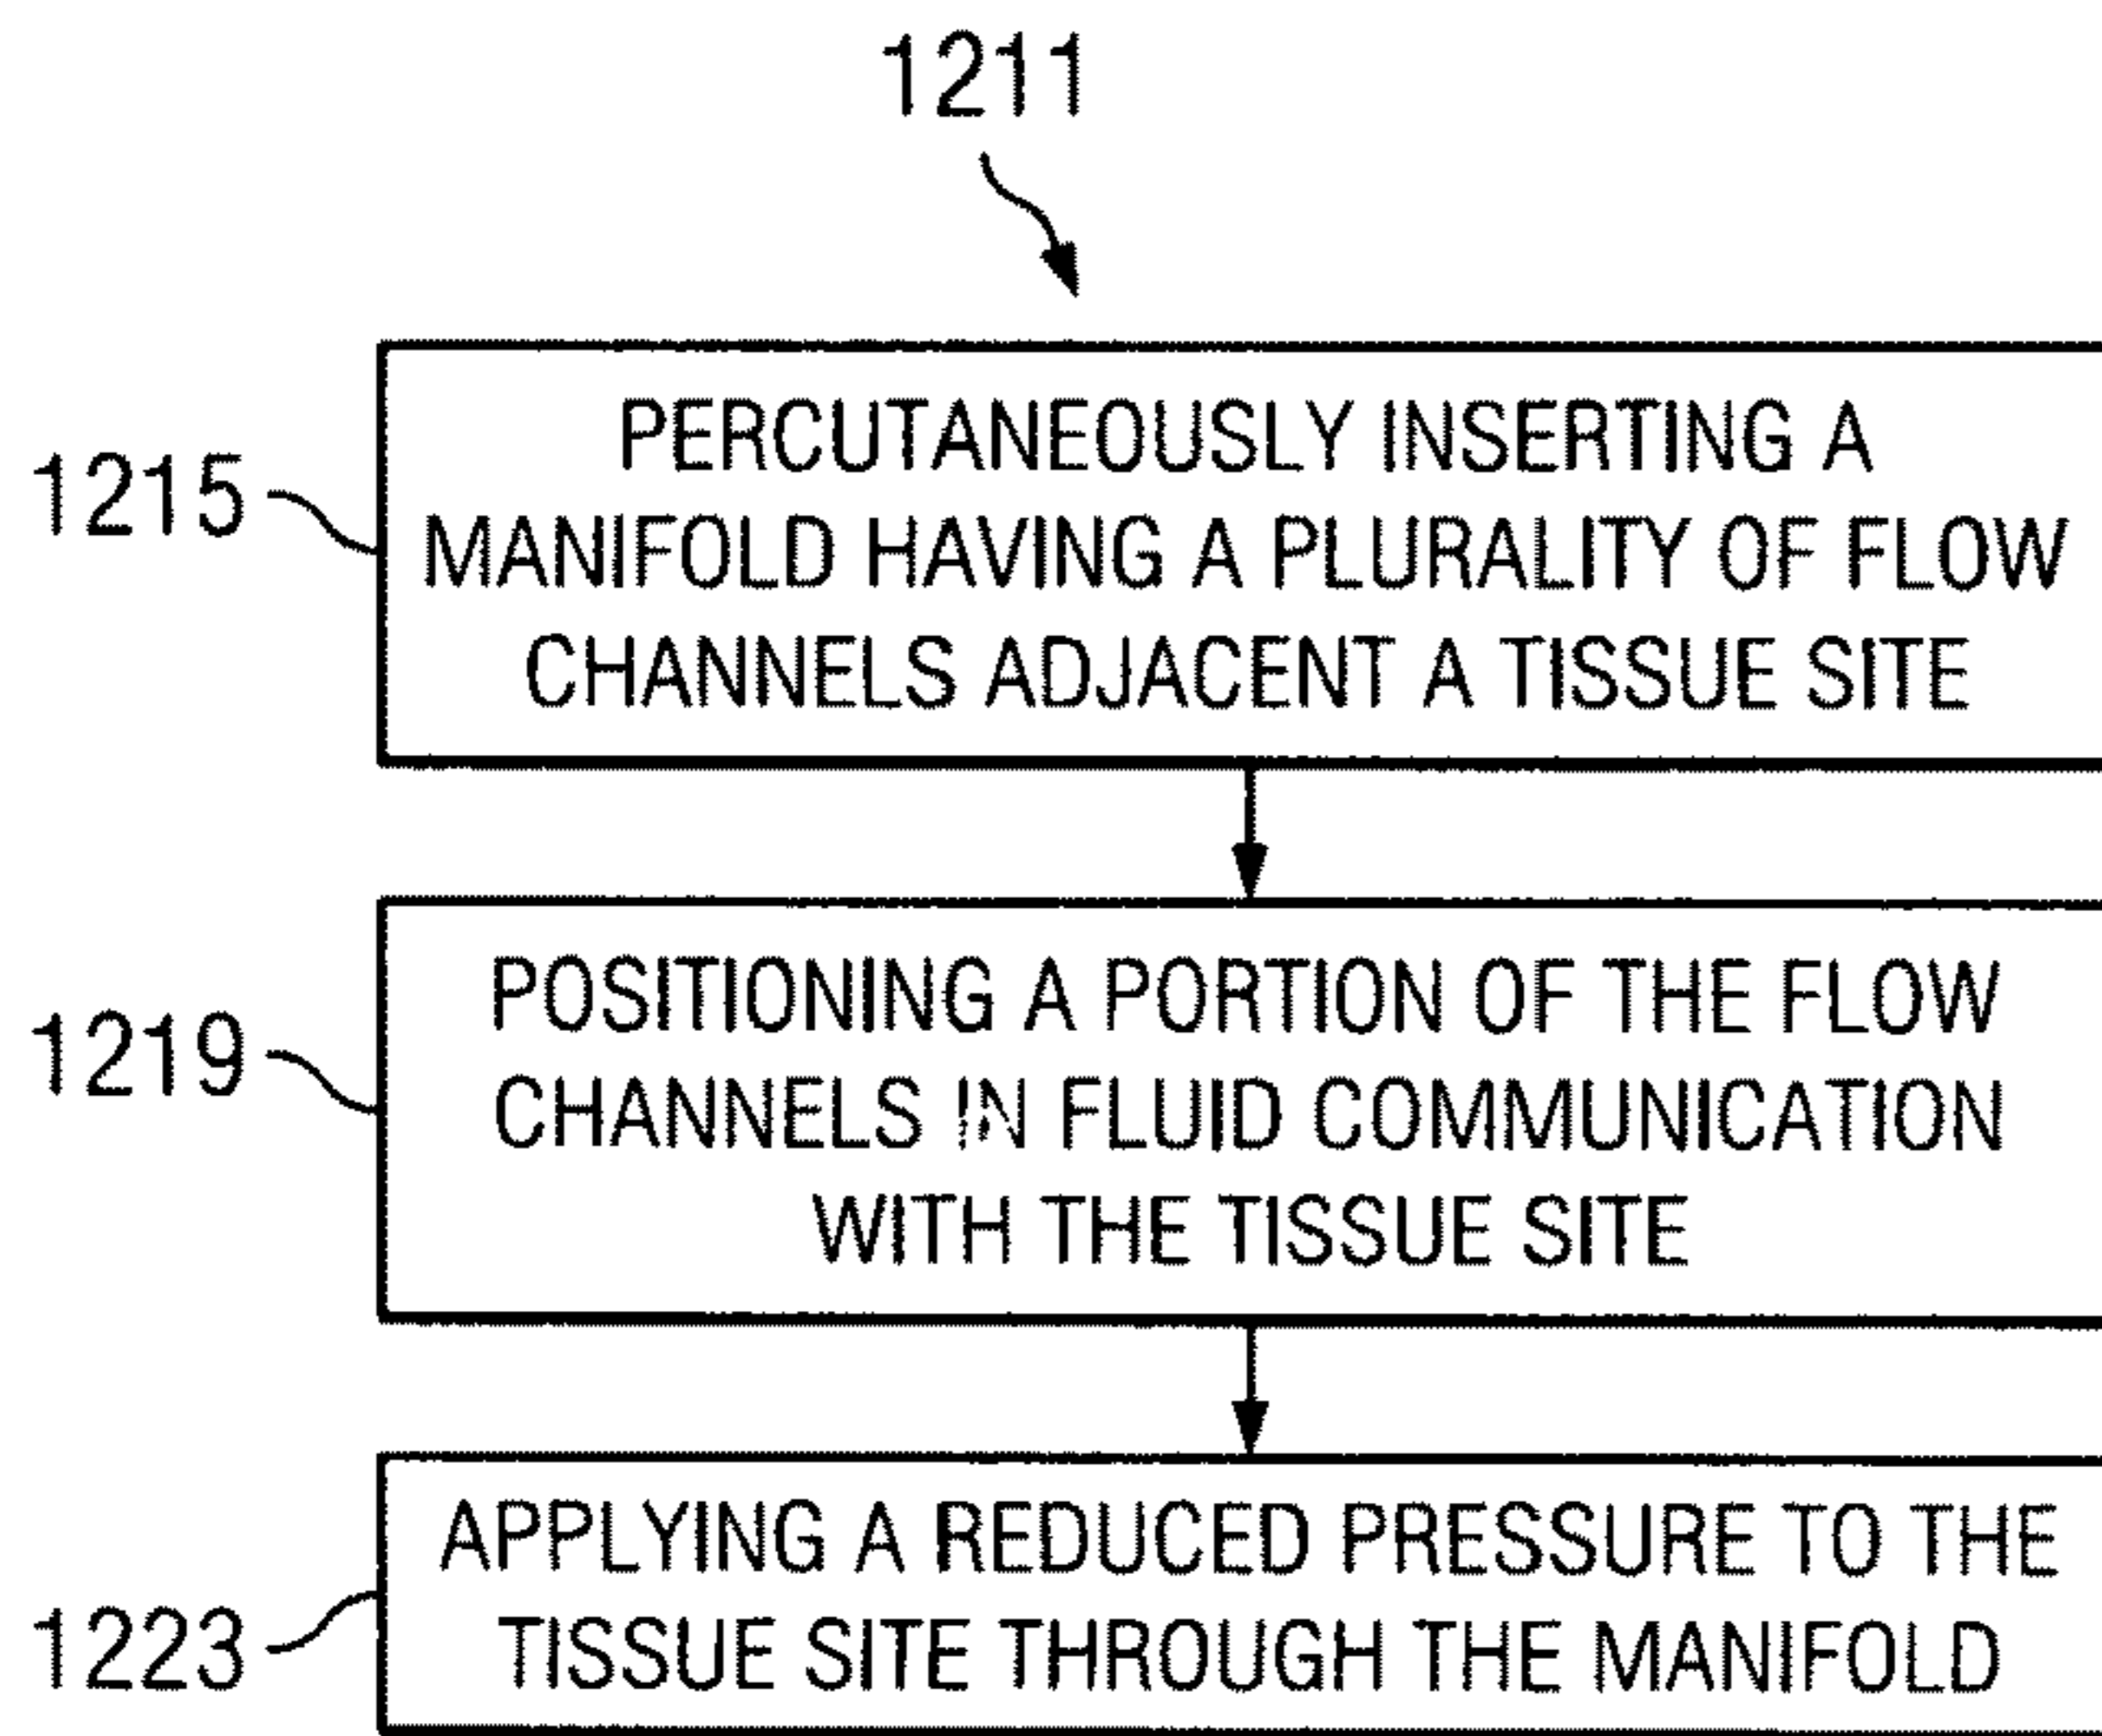 1211
1215
PERCUTANEOUSLY INSERTING A
MANIFOLD HAVING A PLURALITY OF FLOW
CHANNELS ADJACENT A TISSUE SITE
1219
POSITIONING A PORTION OF THE FLOW
CHANNELS IN FLUID COMMUNICATION
WITH THE TISSUE SITE
1223
APPLYING A REDUCED PRESSURE TO THE
TISSUE SITE THROUGH THE MANIFOLD